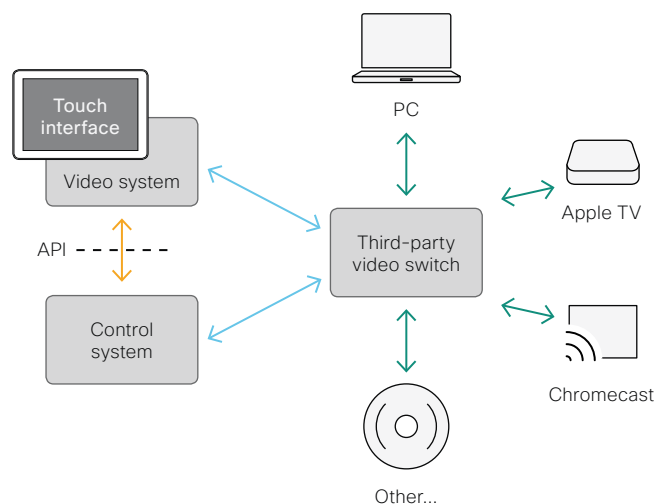 Touch
interface
Video system
API
Control
system
PC
Third-party
video switch
Apple TV
Chromecast
Other...